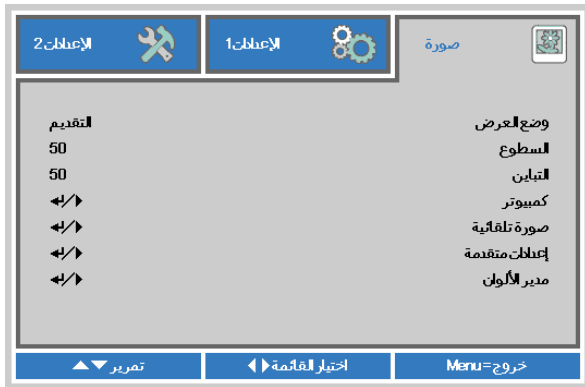 صورة
الإعدادات1
الإعدادات2
وضع العرض التقديم
السطوع 50
التباين 50
كمبيوتر /
صورة تلقائية /
إعدادات متقدمة /
مدير الألوان /
خروج=Menu
اختيار القائمة
تمرير